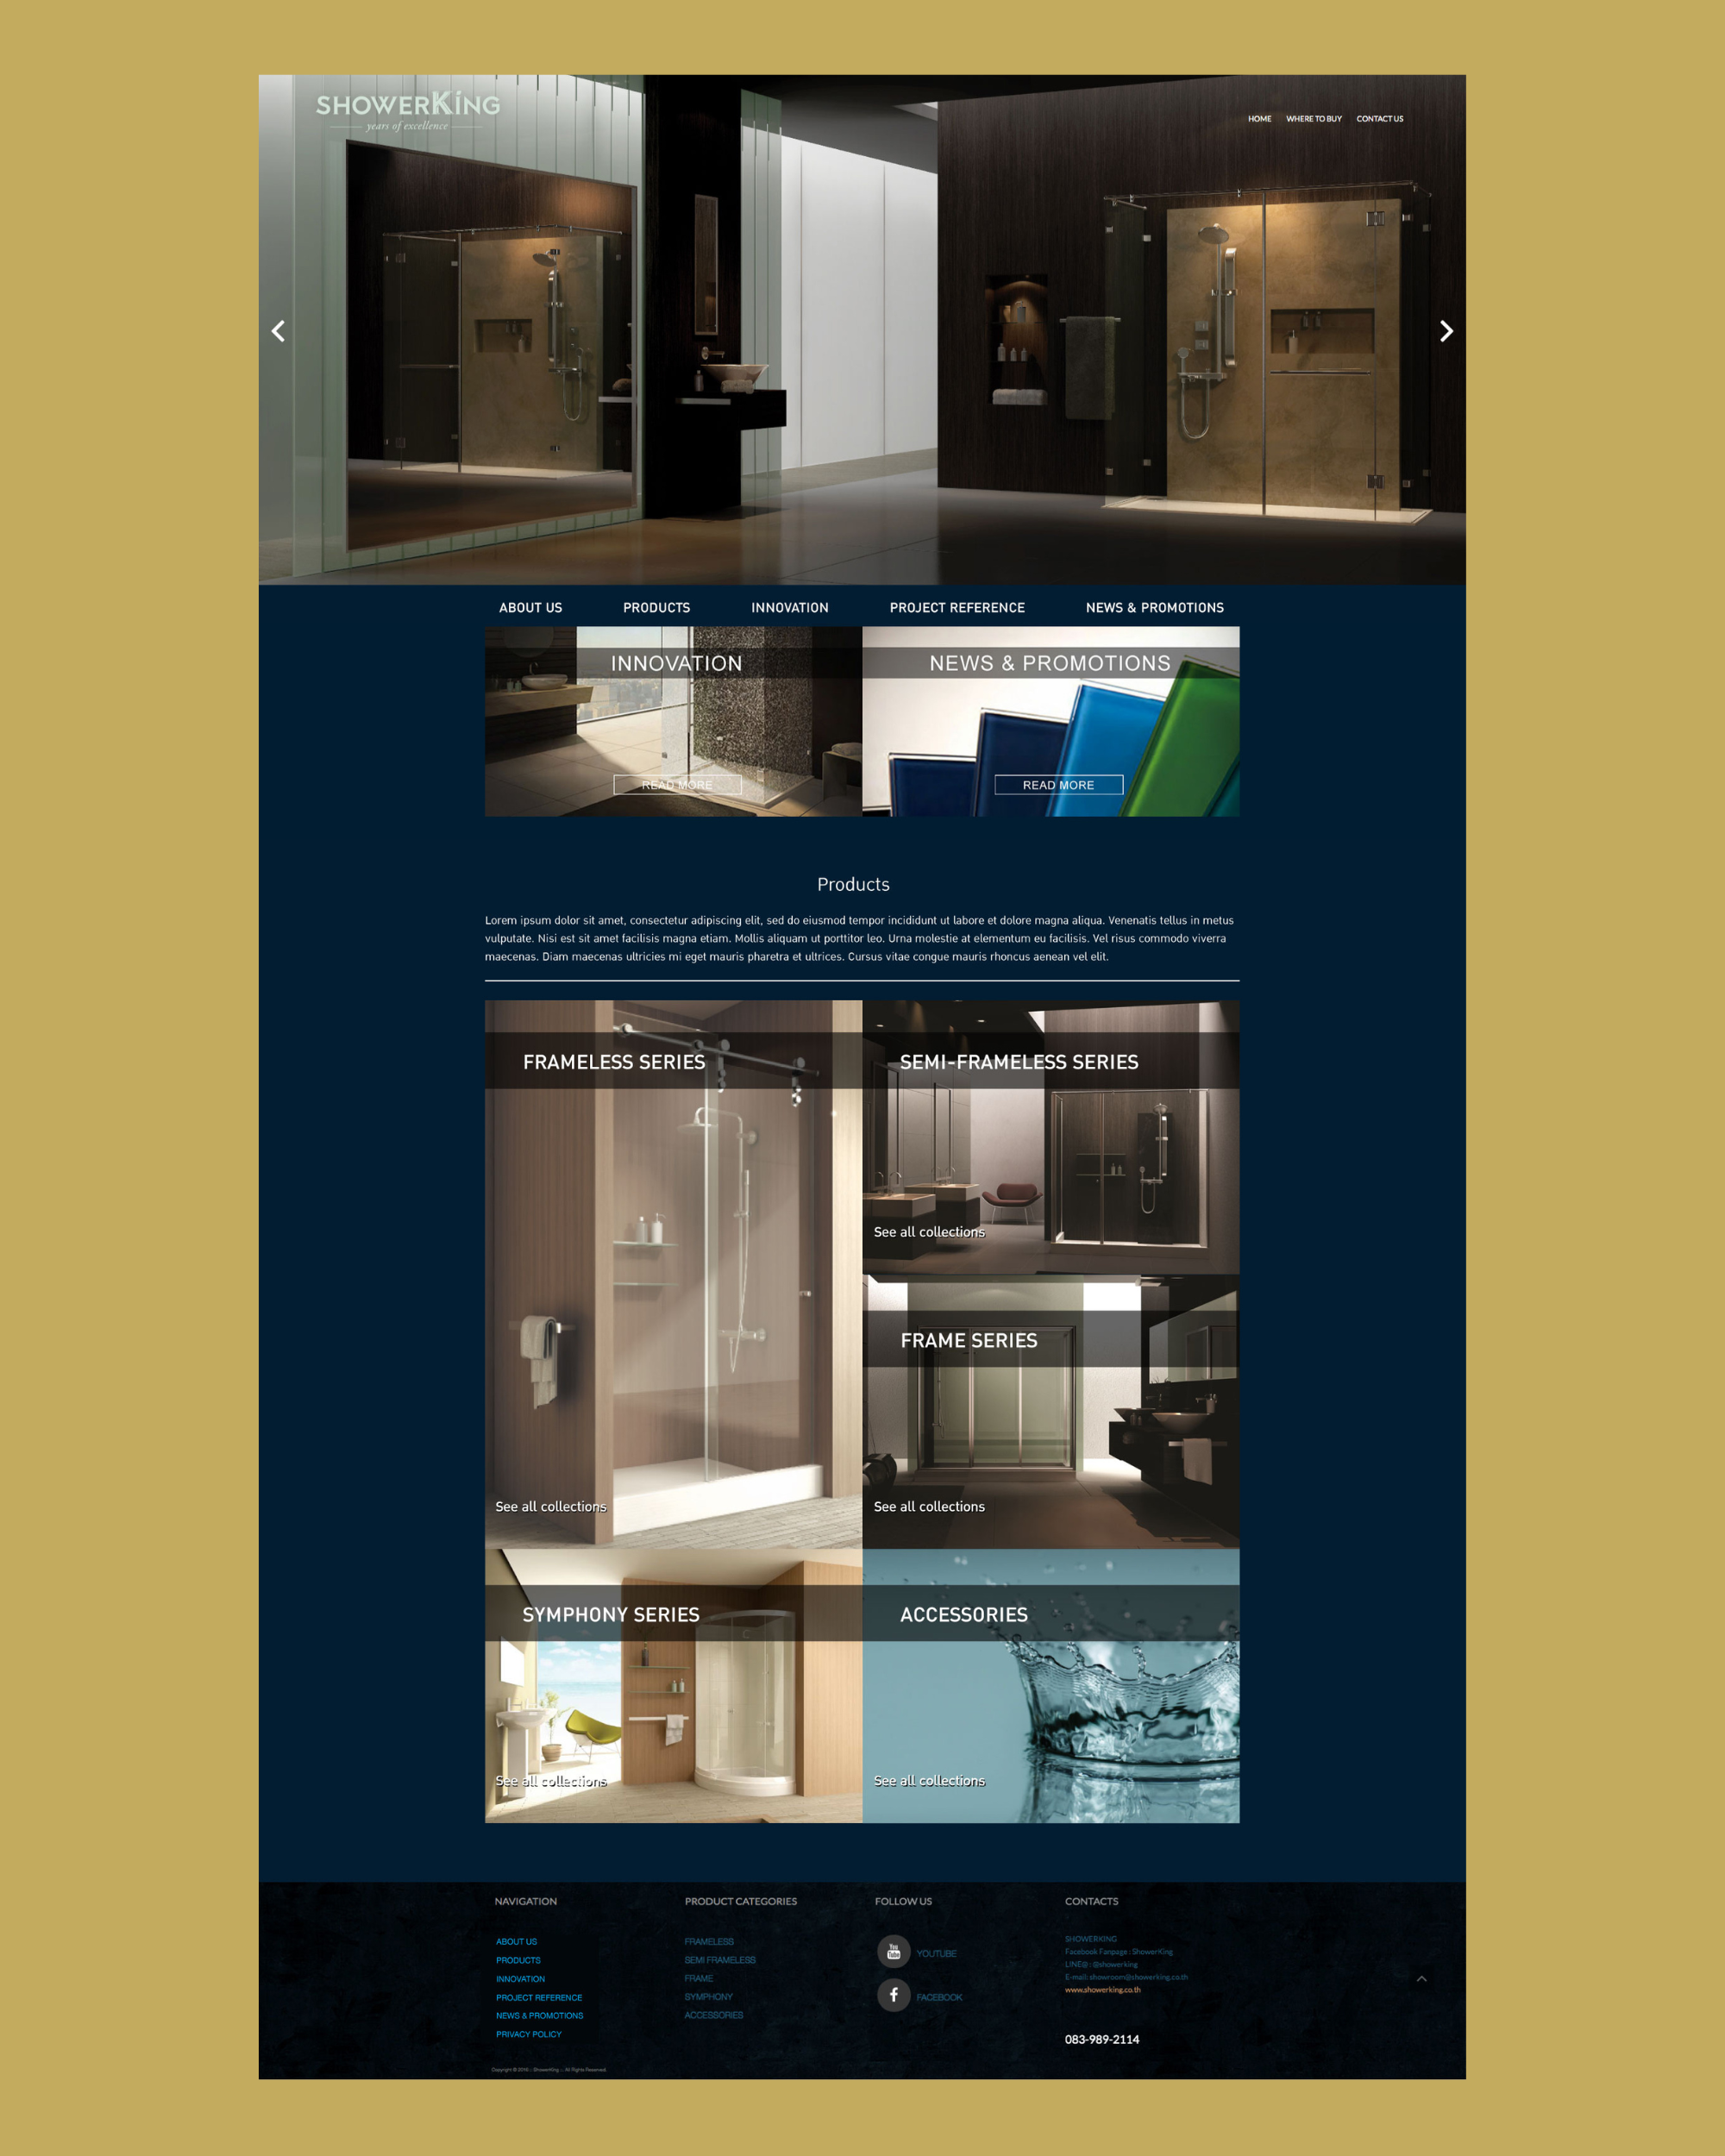 SHOWERKING
years of excellence
HOME WHERE TO BUY CONTACT US
ABOUT US PRODUCTS INNOVATION PROJECT REFERENCE NEWS & PROMOTIONS
INNOVATION
READ MORE
NEWS & PROMOTIONS
READ MORE
Products
Lorem ipsum dolor sit amet, consectetur adipiscing elit, sed do eiusmod tempor incididunt ut labore et dolore magna aliqua. Venenatis tellus in metus
vulputate. Nisi est sit amet facilisis magna etiam. Mollis aliquam ut porttitor leo. Urna molestie at elementum eu facilisis. Vel risus commodo viverra
maecenas. Diam maecenas ultricies mi eget mauris pharetra et ultrices. Cursus vitae congue mauris rhoncus aenean vel elit.
FRAMELESS SERIES
See all collections
SEMI-FRAMELESS SERIES
See all collections
FRAME SERIES
See all collections
SYMPHONY SERIES
See all collections
ACCESSORIES
See all collections
NAVIGATION
ABOUT US
PRODUCTS
INNOVATION
PROJECT REFERENCE
NEWS & PROMOTIONS
PRIVACY POLICY
PRODUCT CATEGORIES
FRAMELESS
SEMI FRAMELESS
FRAME
SYMPHONY
ACCESSORIES
FOLLOW US
You Tube
YOUTUBE
f
FACEBOOK
CONTACTS
SHOWERKING
Facebook Fanpage : ShowerKing
LINE@ : @showerking
E-mail: showroom@showerking.co.th
www.showerking.co.th
083-989-2114
Copyright © 2016 :: ShowerKing ::. All Rights Reserved.